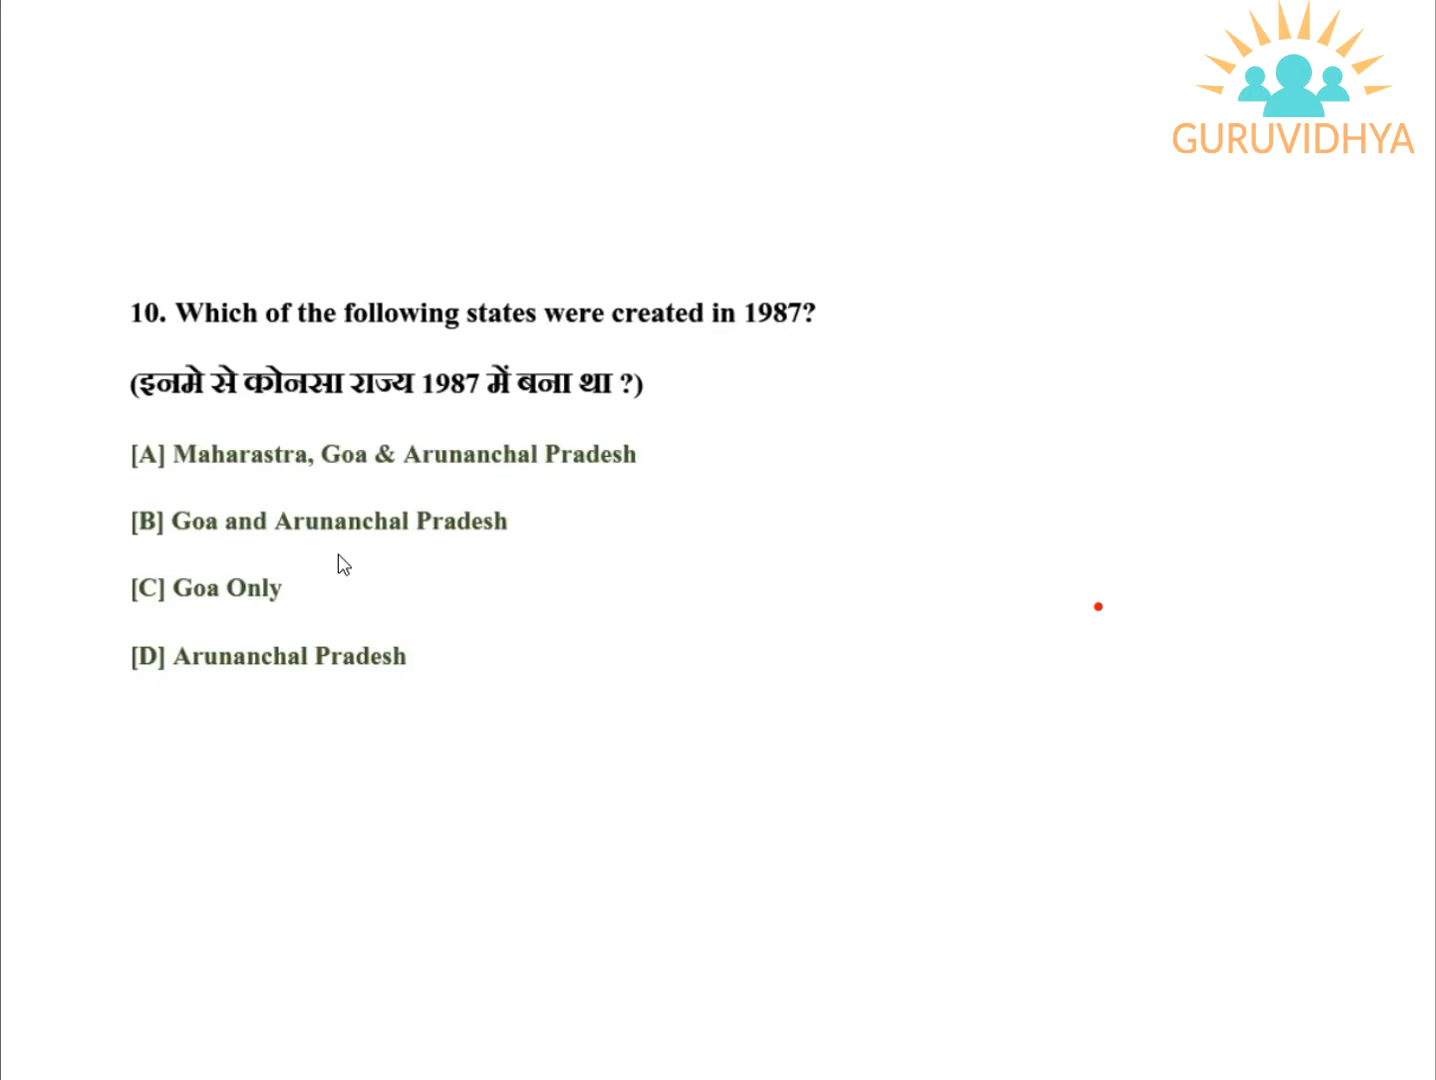 GURUVIDHYA
10. Which of the following states were created in 1987?
(इनमे से कोनसा राज्य 1987 में बना था ?)
[A] Maharastra, Goa & Arunanchal Pradesh
[B] Goa and Arunanchal Pradesh
[C] Goa Only
[D] Arunanchal Pradesh